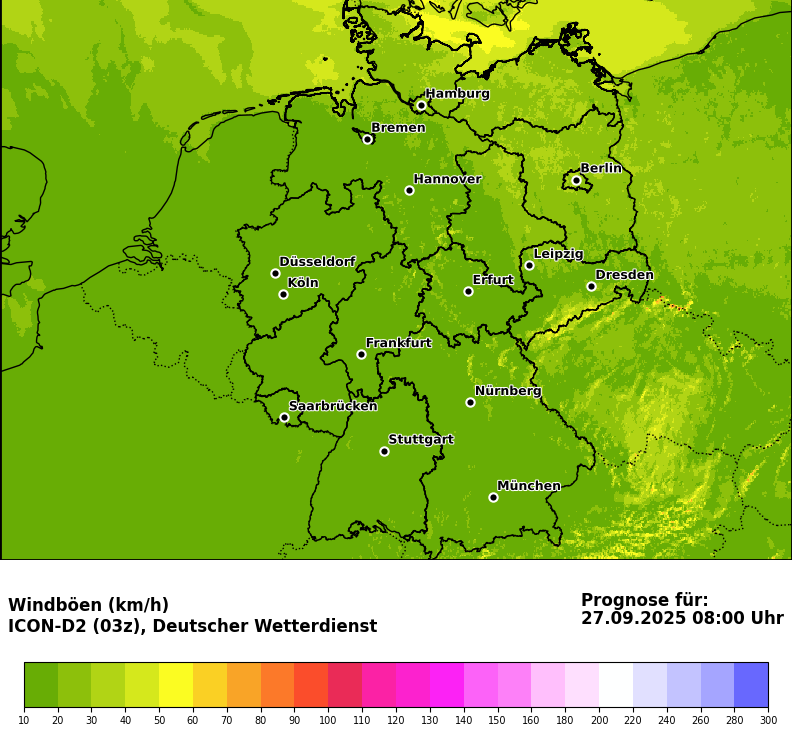 Hamburg
Bremen
Berlin
Hannover
Leipzig
Düsseldorf
Dresden
Erfurt
Köln
Frankfurt
Nürnberg
Saarbrücken
Stuttgart
München
Windböen (km/h)
ICON-D2 (03z), Deutscher Wetterdienst
Prognose für:
27.09.2025 08:00 Uhr
10 20 30 40 50 60 70 80 90 100 110 120 130 140 150 160 180 200 220 240 260 280 300